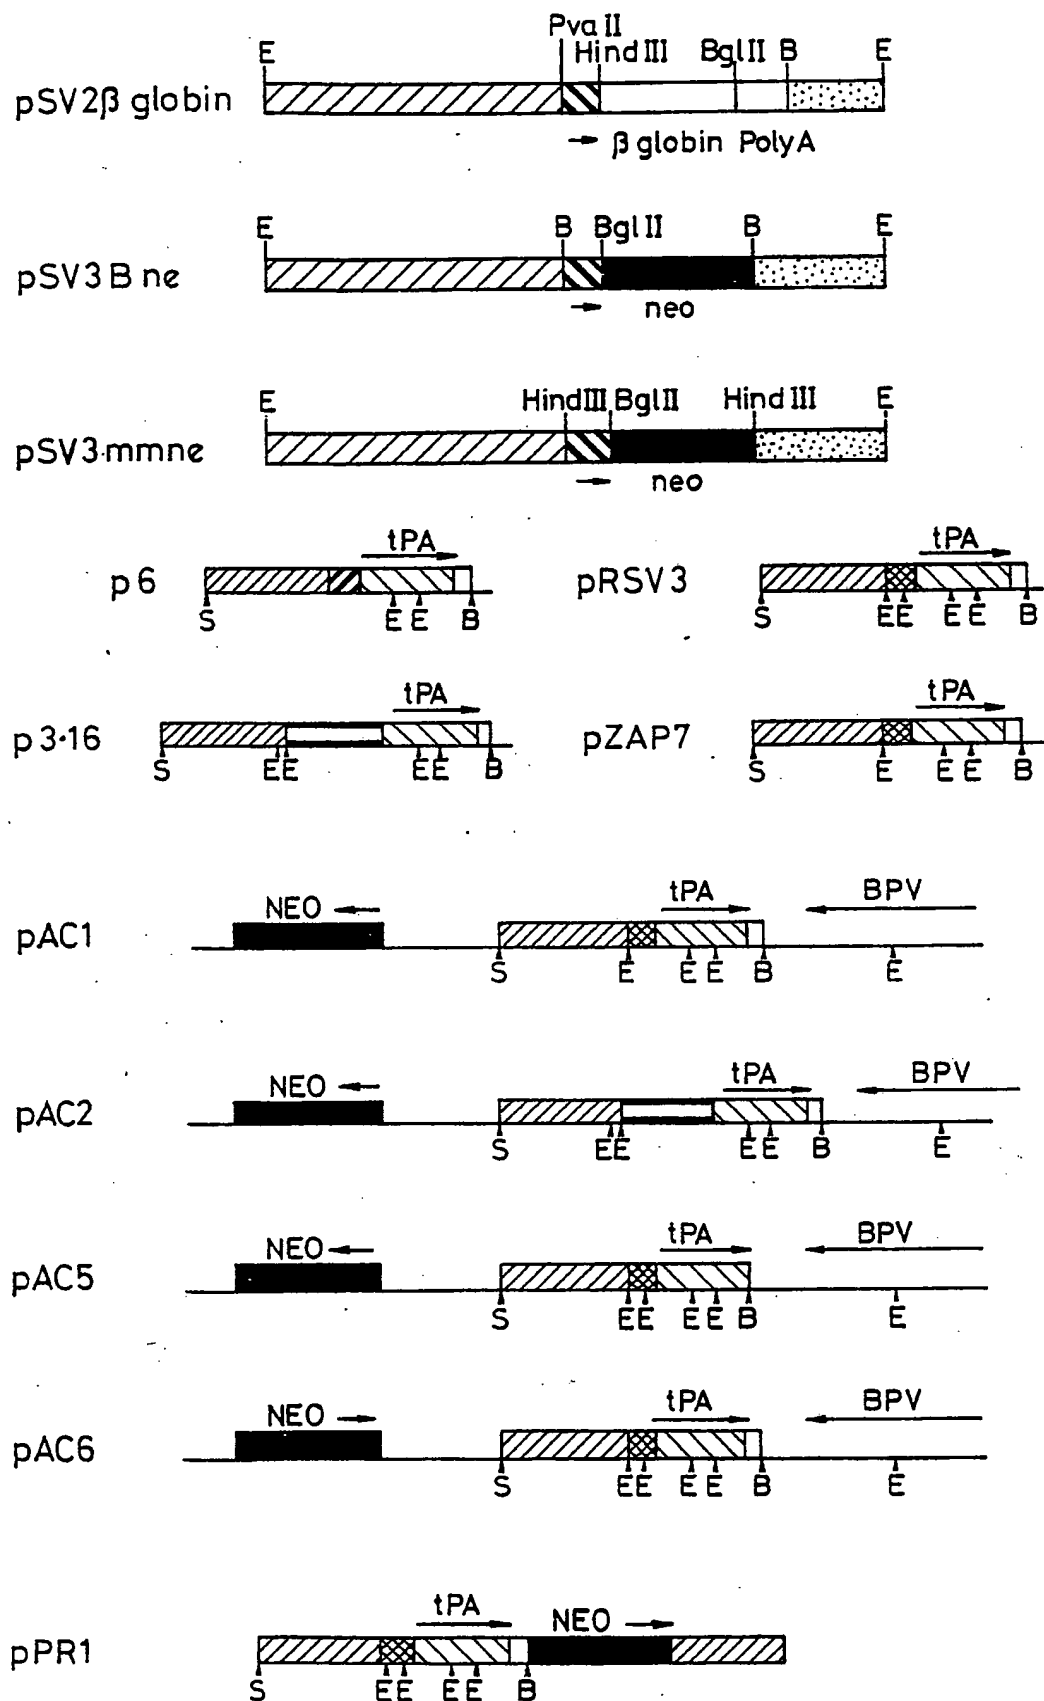 Pva II
E Hind III Bgl II B E
pSV2β globin
β globin PolyA
E B Bgl II B E
pSV3 B ne
neo
E Hind III Bgl II Hind III E
pSV3·mmne
neo
tPA tPA
p6 pRSV3
S E E B S E E E E B
tPA tPA
p3·16 pZAP7
S E E E E B S E E E B
NEO tPA BPV
pAC1
S E E E B E
NEO tPA BPV
pAC2
S E E E E B E
NEO tPA BPV
pAC5
S E E E E B E
NEO tPA BPV
pAC6
S E E E E B E
tPA NEO
pPR1
S E E E E B